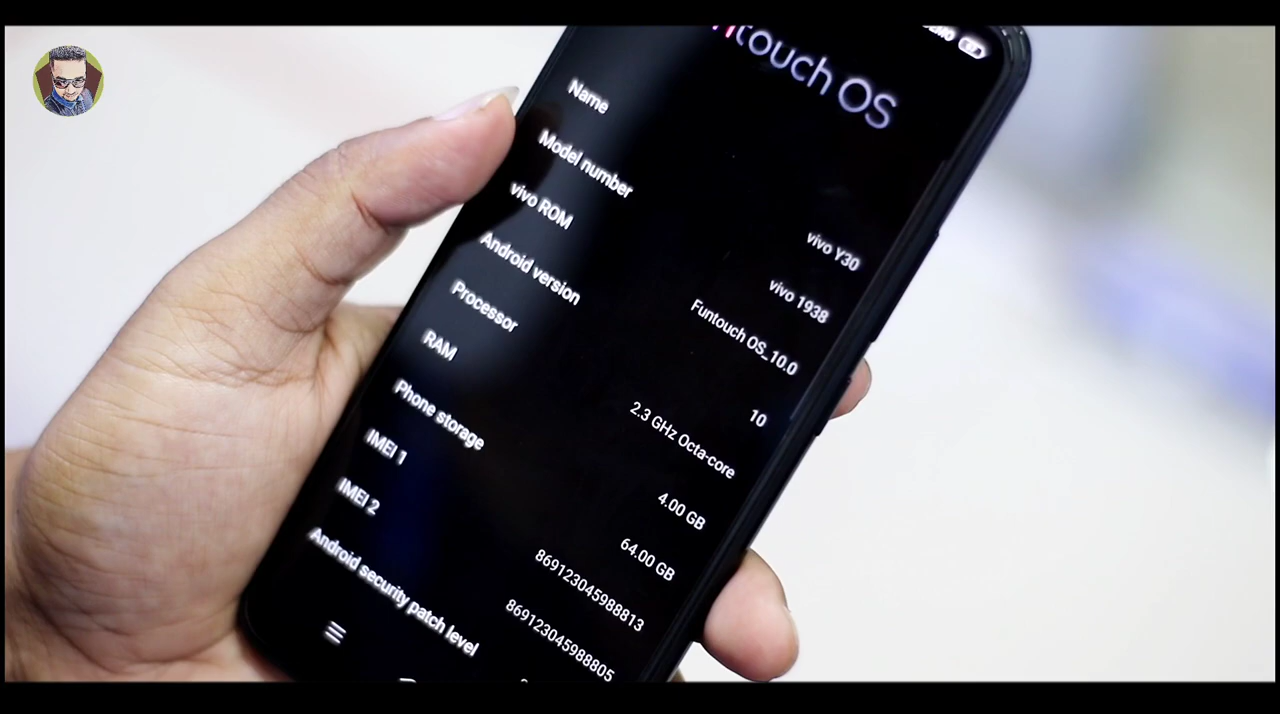 touch OS
Name
vivo Y30
Model number
vivo 1938
vivo ROM
Funtouch OS_10.0
Android version
10
Processor
2.3 GHz Octa-core
RAM
4.00 GB
Phone storage
64.00 GB
IMEI 1
869123045988813
IMEI 2
869123045988805
Android security patch level